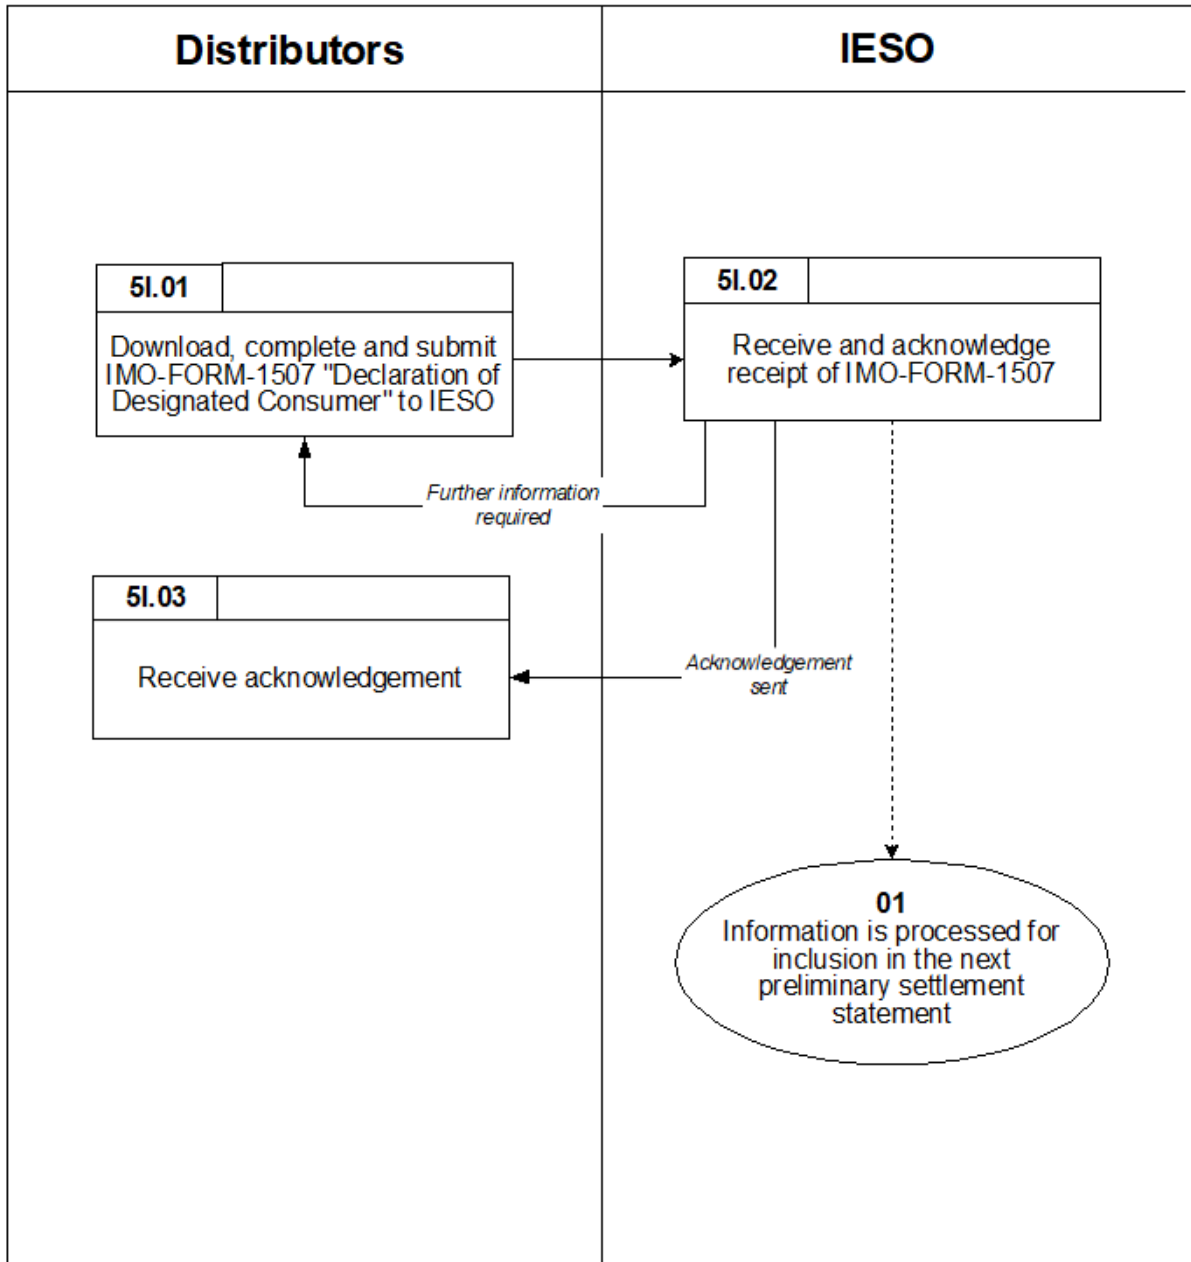 Distributors
IESO
5I.01
Download, complete and submit
IMO-FORM-1507 "Declaration of
Designated Consumer" to IESO
5I.02
Receive and acknowledge
receipt of IMO-FORM-1507
Further information
required
5I.03
Receive acknowledgement
Acknowledgement
sent
01
Information is processed for
inclusion in the next
preliminary settlement
statement